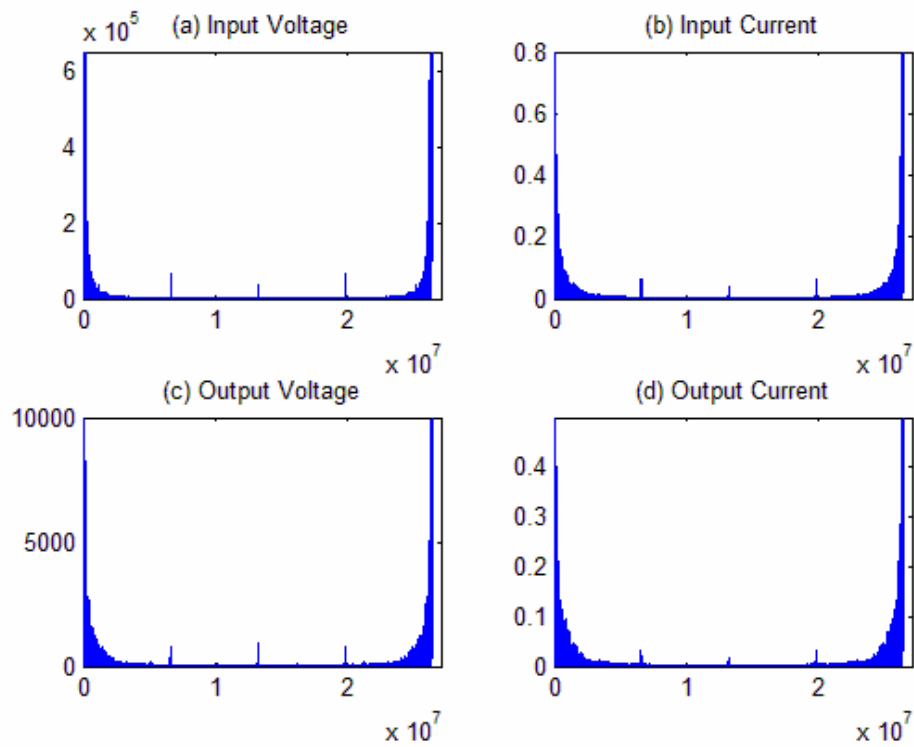 x 10^5 (a) Input Voltage
6
4
2
0
0 1 2
x 10^7
(b) Input Current
0.8
0.6
0.4
0.2
0
0 1 2
x 10^7
(c) Output Voltage
10000
5000
0
0 1 2
x 10^7
(d) Output Current
0.4
0.3
0.2
0.1
0
0 1 2
x 10^7